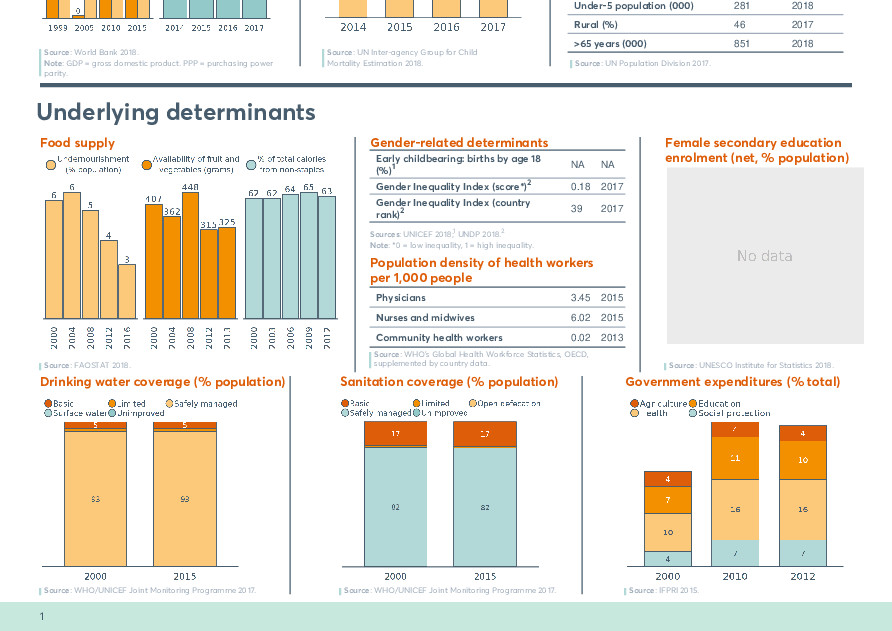 0
1999 2005 2010 2015
2014 2015 2016 2017
Source: World Bank 2018.
Note: GDP = gross domestic product. PPP = purchasing power
parity.
2014 2015 2016 2017
Source: UN Inter-agency Group for Child
Mortality Estimation 2018.
Under-5 population (000) 281 2018
Rural (%) 46 2017
>65 years (000) 851 2018
Source: UN Population Division 2017.
Underlying determinants
Food supply
Undernourishment
(% population)
Availability of fruit and
vegetables (grams)
% of total calories
from non-staples
6 6 5 4 3
407 362 448 315 325
62 62 64 65 63
2000 2004 2008 2012 2016
2000 2004 2008 2012 2013
2000 2003 2006 2009 2012
Source: FAOSTAT 2018.
Gender-related determinants
Early childbearing: births by age 18
(%)¹ NA NA
Gender Inequality Index (score*)² 0.18 2017
Gender Inequality Index (country
rank)² 39 2017
Sources: UNICEF 2018,¹ UNDP 2018.²
Note: *0 = low inequality, 1 = high inequality.
Population density of health workers
per 1,000 people
Physicians 3.45 2015
Nurses and midwives 6.02 2015
Community health workers 0.02 2013
Source: WHO's Global Health Workforce Statistics, OECD,
supplemented by country data.
Female secondary education
enrolment (net, % population)
No data
Source: UNESCO Institute for Statistics 2018.
Drinking water coverage (% population)
Basic Limited Safely managed
Surface water Unimproved
5 5
93 93
2000 2015
Source: WHO/UNICEF Joint Monitoring Programme 2017.
Sanitation coverage (% population)
Basic Limited Open defecation
Safely managed Unimproved
17 17
82 82
2000 2015
Source: WHO/UNICEF Joint Monitoring Programme 2017.
Government expenditures (% total)
Agriculture Education
Health Social protection
4 7 10 4
7\
11 16 7
4 10 16 7
2000 2010 2012
Source: IFPRI 2015.
1